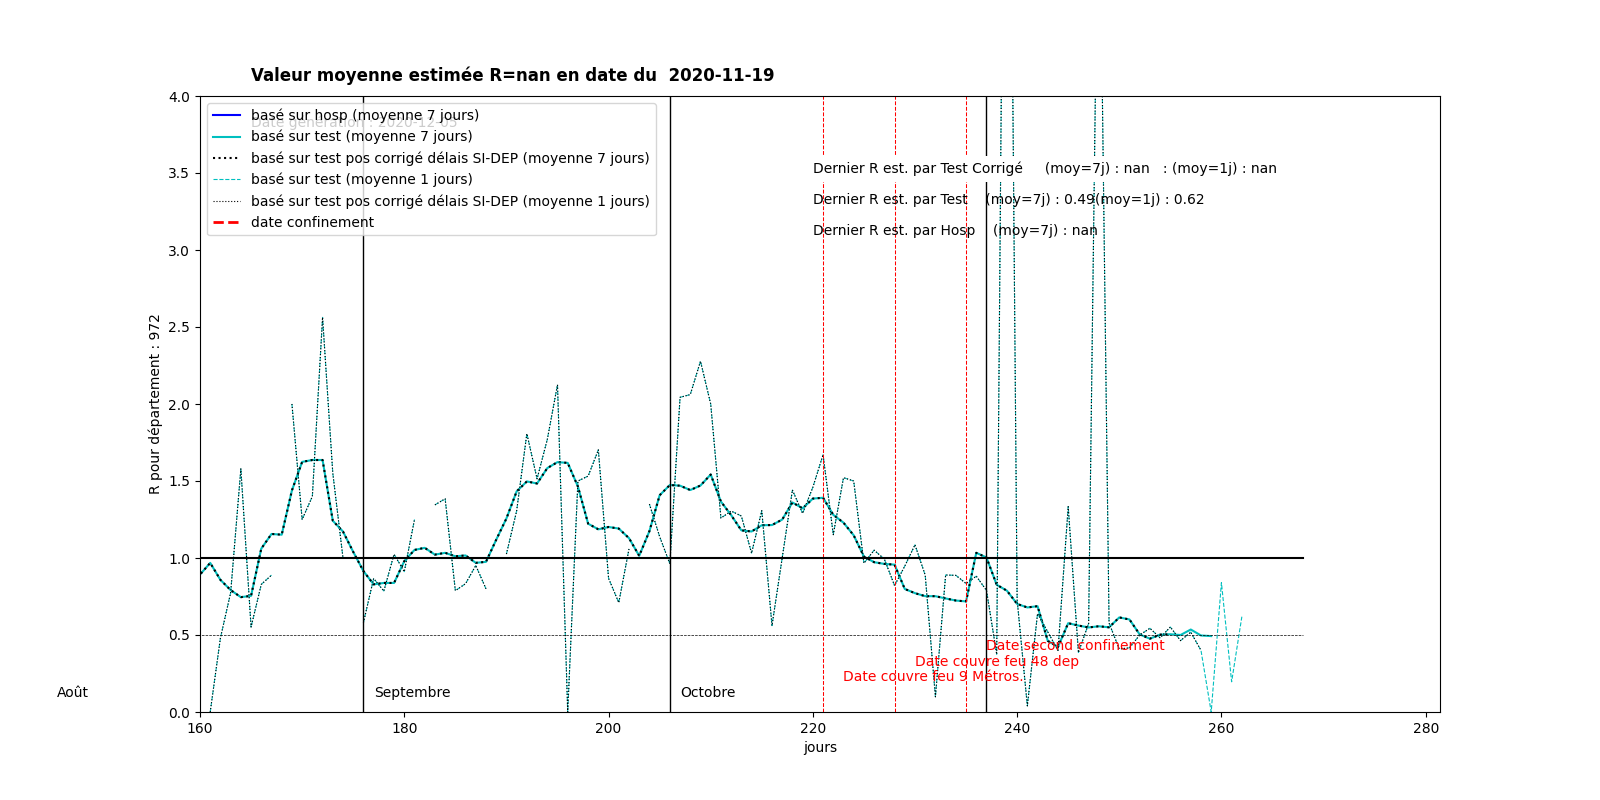 Valeur moyenne estimée R=nan en date du  2020-11-19
Date génération : 2020-12-05
basé sur hosp (moyenne 7 jours)
basé sur test (moyenne 7 jours)
basé sur test pos corrigé délais SI-DEP (moyenne 7 jours)
basé sur test (moyenne 1 jours)
basé sur test pos corrigé délais SI-DEP (moyenne 1 jours)
date confinement
Dernier R est. par Test Corrigé (moy=7j) : nan : (moy=1j) : nan
Dernier R est. par Test (moy=7j) : 0.49(moy=1j) : 0.62
Dernier R est. par Hosp (moy=7j) : nan
4.0
3.5
3.0
2.5
2.0
1.5
1.0
0.5
0.0
R pour département : 972
Date second confinement
Date couvre feu 48 dep
Date couvre feu 9 Métros.
Août
Septembre
Octobre
160 180 200 220 240 260 280
jours